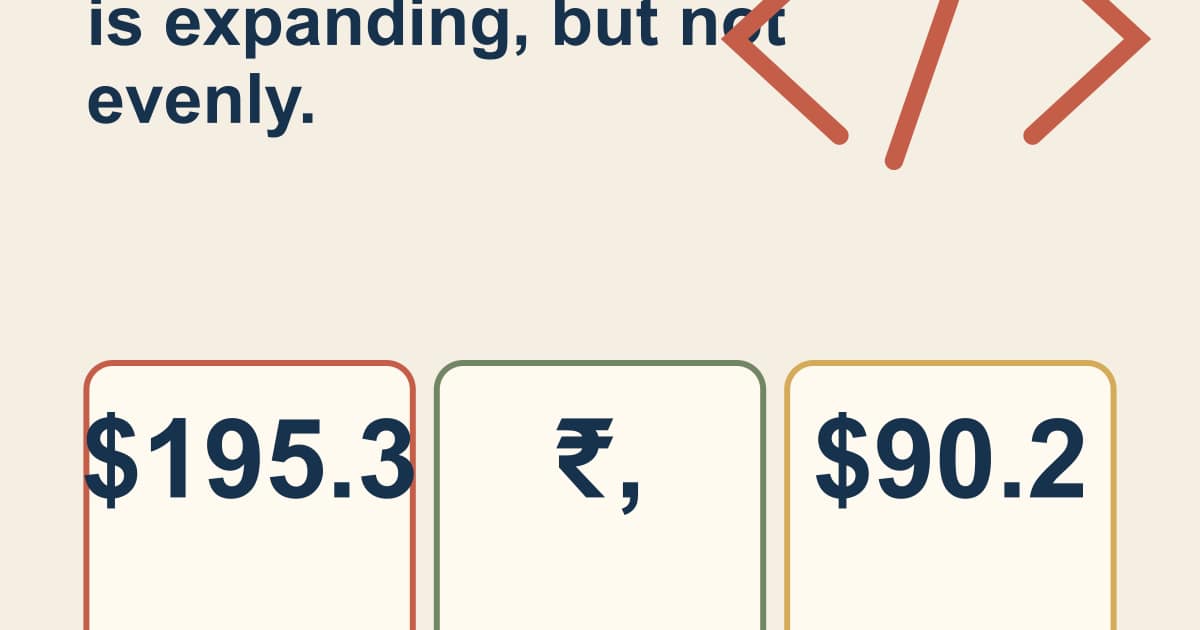 is expanding, but not
evenly.
$195.3
₹,
$90.2